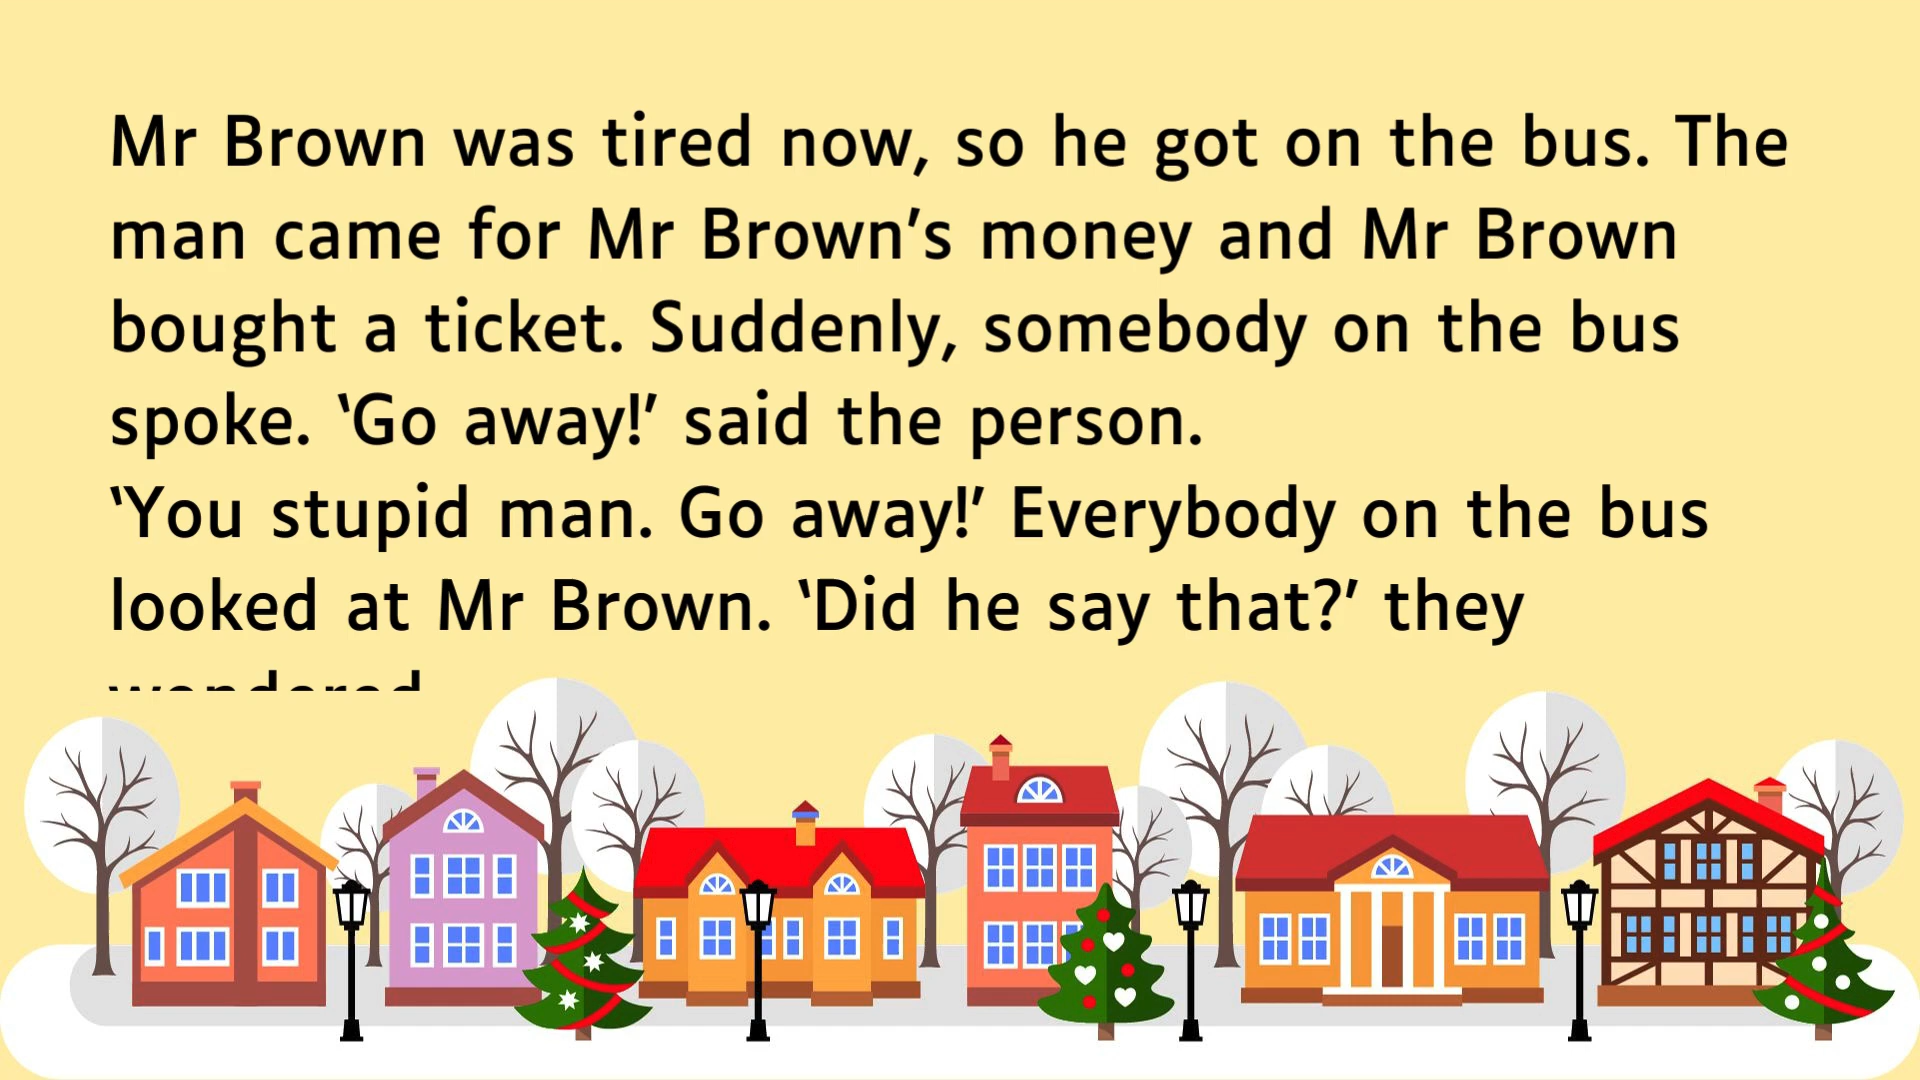 Mr Brown was tired now, so he got on the bus. The
man came for Mr Brown’s money and Mr Brown
bought a ticket. Suddenly, somebody on the bus
spoke. ‘Go away!’ said the person.
‘You stupid man. Go away!’ Everybody on the bus
looked at Mr Brown. ‘Did he say that?’ they
wondered